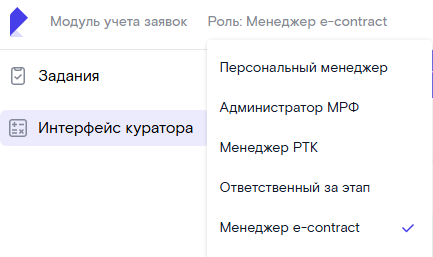 Модуль учета заявок Роль: Менеджер e-contract
Задания
Интерфейс куратора
Персональный менеджер
Администратор МРФ
Менеджер РТК
Ответственный за этап
Менеджер e-contract